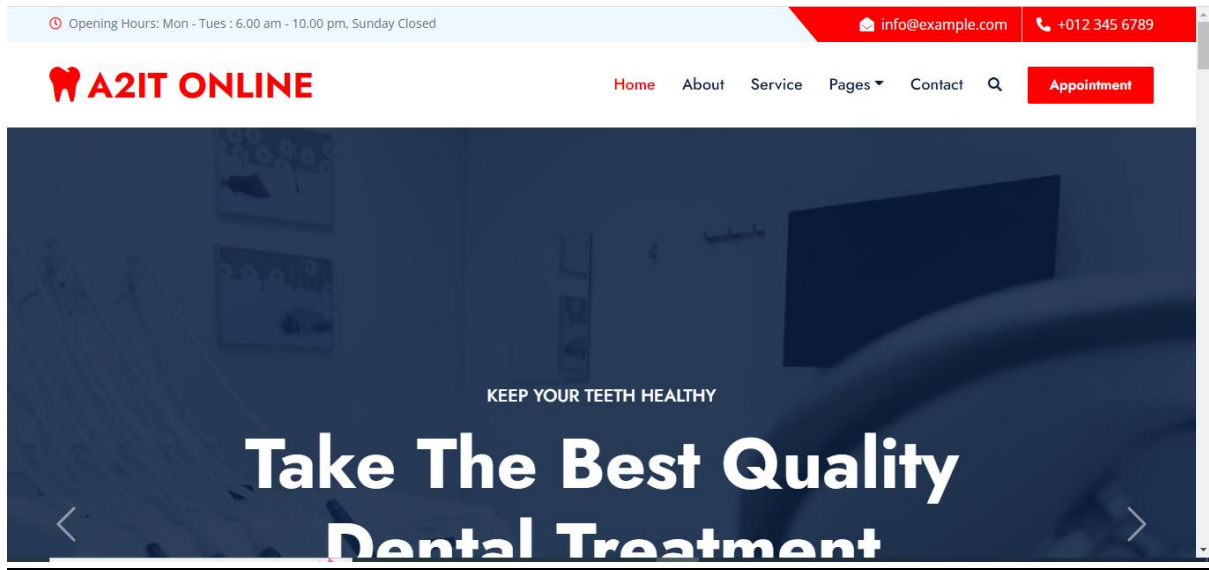 Opening Hours: Mon - Tues : 6.00 am - 10.00 pm, Sunday Closed
info@example.com
+012 345 6789
A2IT ONLINE
Home About Service Pages Contact
Appointment
KEEP YOUR TEETH HEALTHY
Take The Best Quality
Dental Treatment